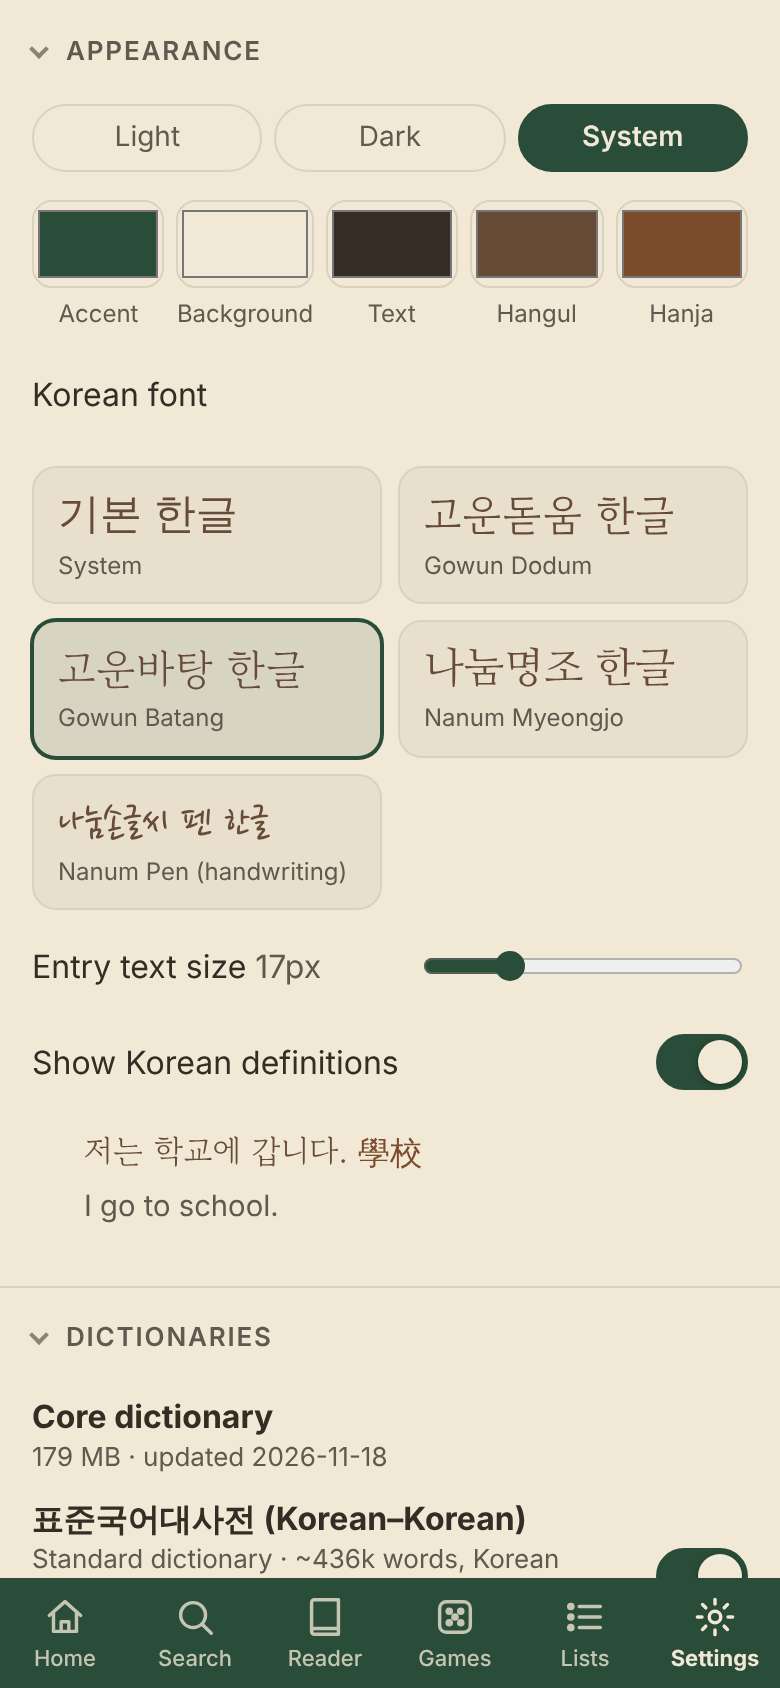 APPEARANCE
Light Dark System
Accent Background Text Hangul Hanja
Korean font
기본 한글
System
고운돋움 한글
Gowun Dodum
고운바탕 한글
Gowun Batang
나눔명조 한글
Nanum Myeongjo
나눔손글씨 펜 한글
Nanum Pen (handwriting)
Entry text size 17px
Show Korean definitions
저는 학교에 갑니다. 學校
I go to school.
DICTIONARIES
Core dictionary
179 MB · updated 2026-11-18
표준국어대사전 (Korean–Korean)
Standard dictionary · ~436k words, Korean
Home Search Reader Games Lists Settings